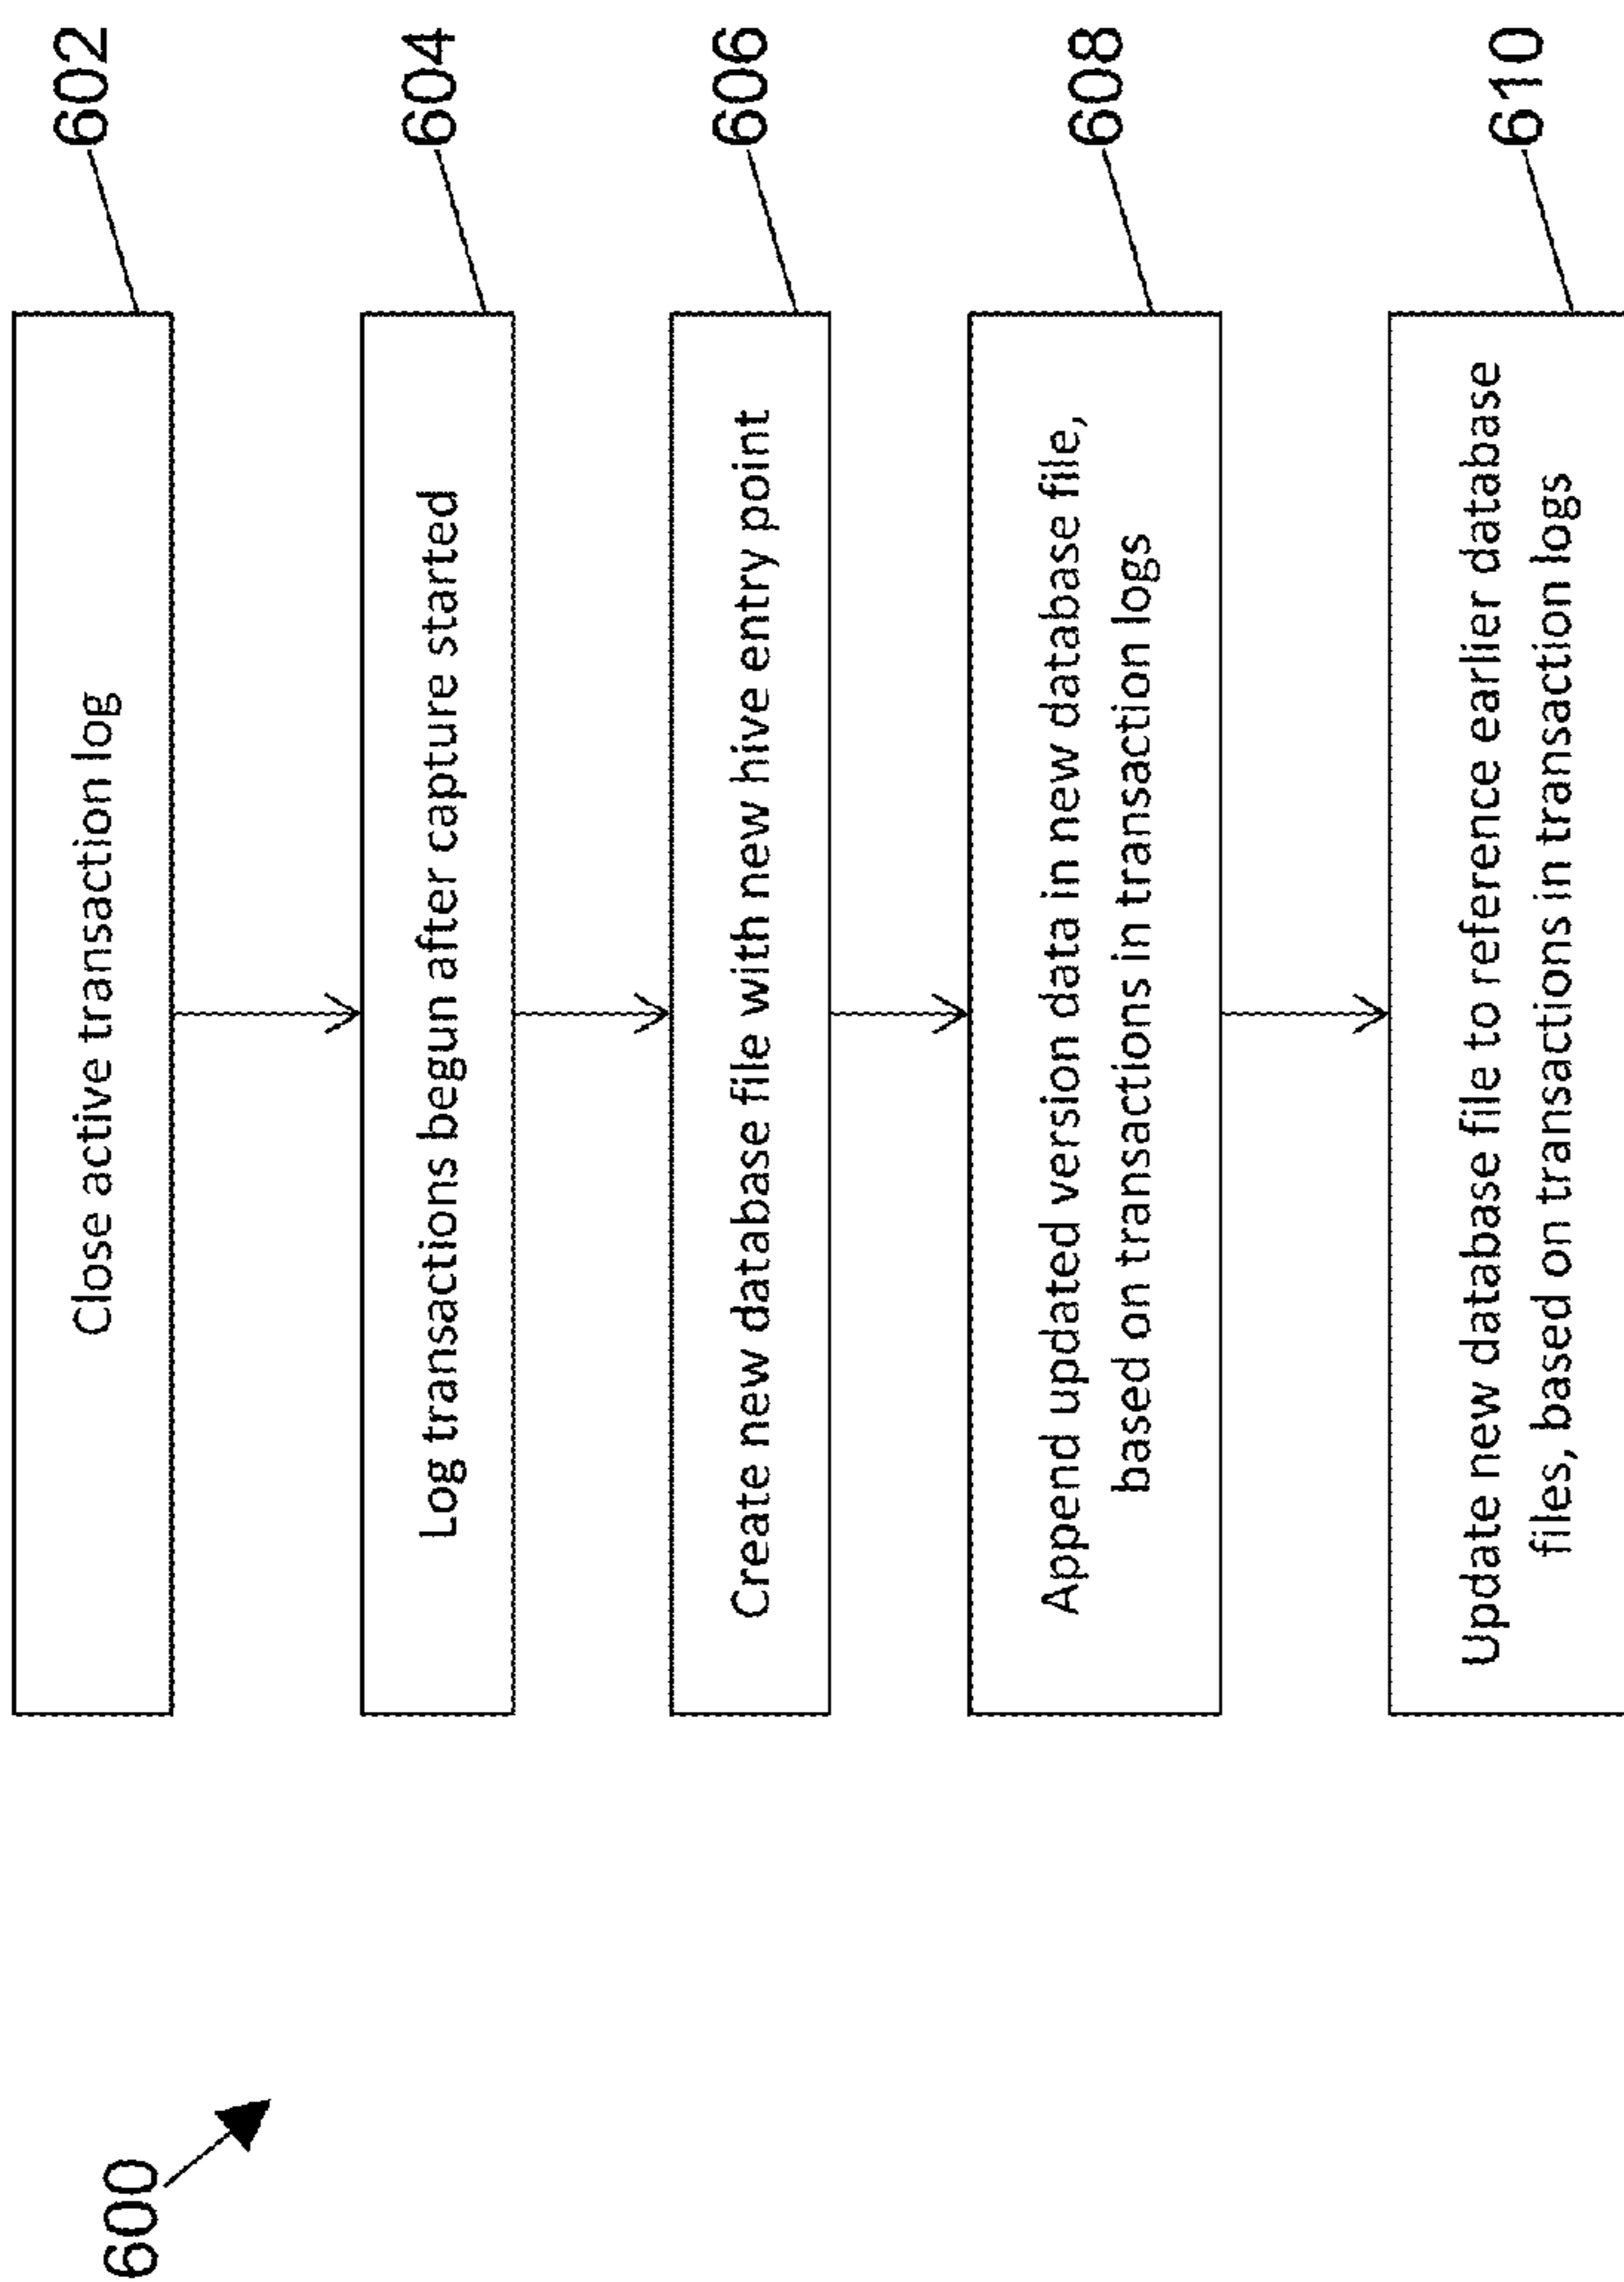 600
Close active transaction log
602
Log transactions begun after capture started
604
Create new database file with new hive entry point
606
Append updated version data in new database file,
based on transactions in transaction logs
608
Update new database file to reference earlier database
files, based on transactions in transaction logs
610